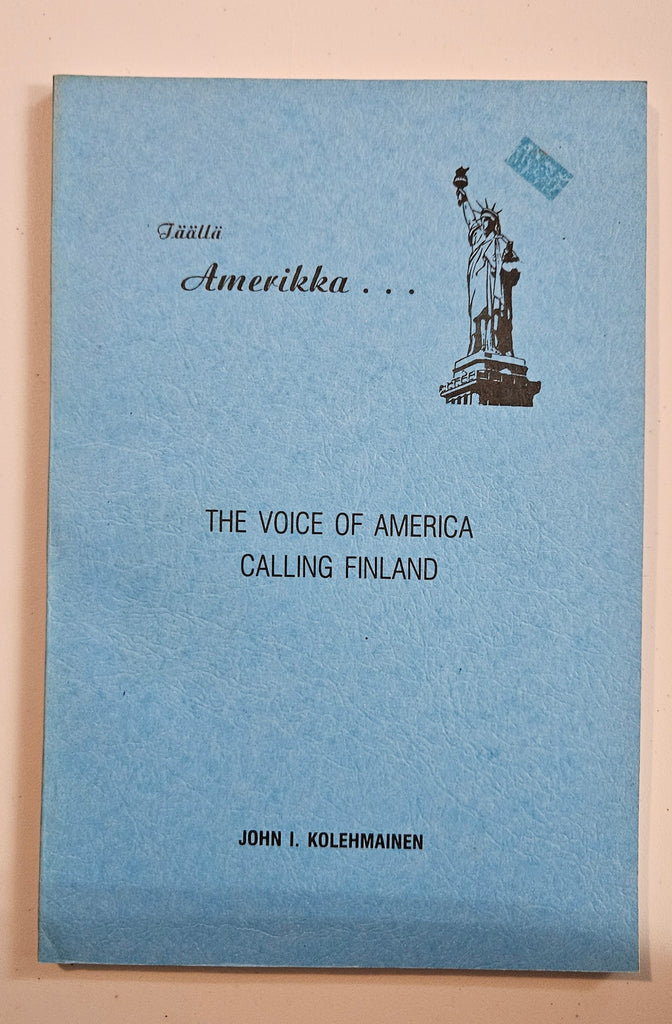 Täällä
Amerikka . . .
THE VOICE OF AMERICA
CALLING FINLAND
JOHN I. KOLEHMAINEN